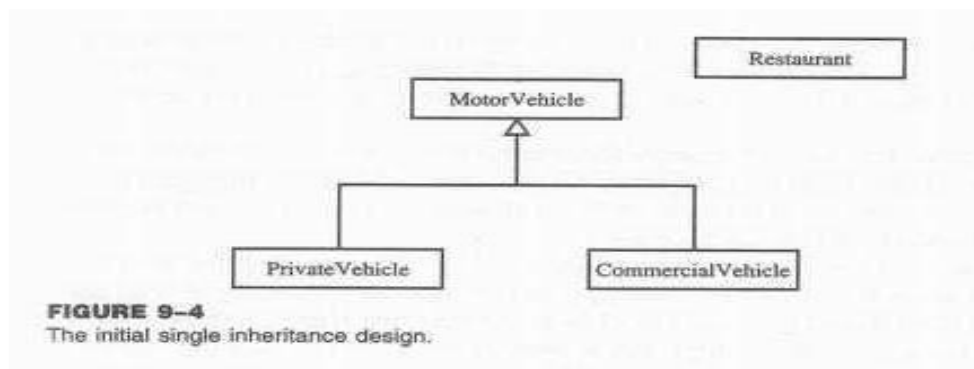 Restaurant
MotorVehicle
PrivateVehicle
CommercialVehicle
FIGURE 9–4
The initial single inheritance design.